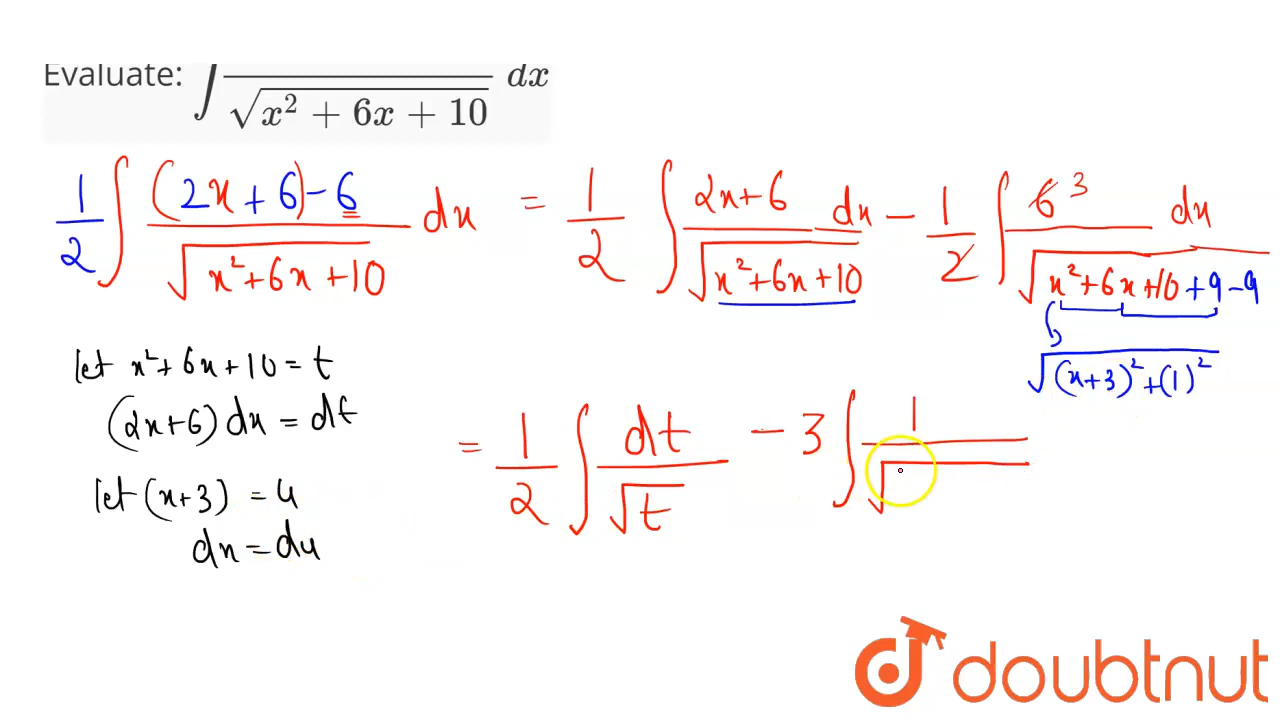 Evaluate: ∫ / √(x² + 6x + 10) dx
1/2 ∫ ((2x+6)-6) / √(x²+6x+10) dx = 1/2 ∫ (2x+6) / √(x²+6x+10) dx - 1/2 ∫ 6 3 / √(x²+6x+10+9-9) dx
√((x+3)²+(1)²)
let x²+6x+10=t
(2x+6)dx=dt
= 1/2 ∫ dt/√t - 3 ∫ 1/√
let (x+3) =u
dx=du
doubtnut